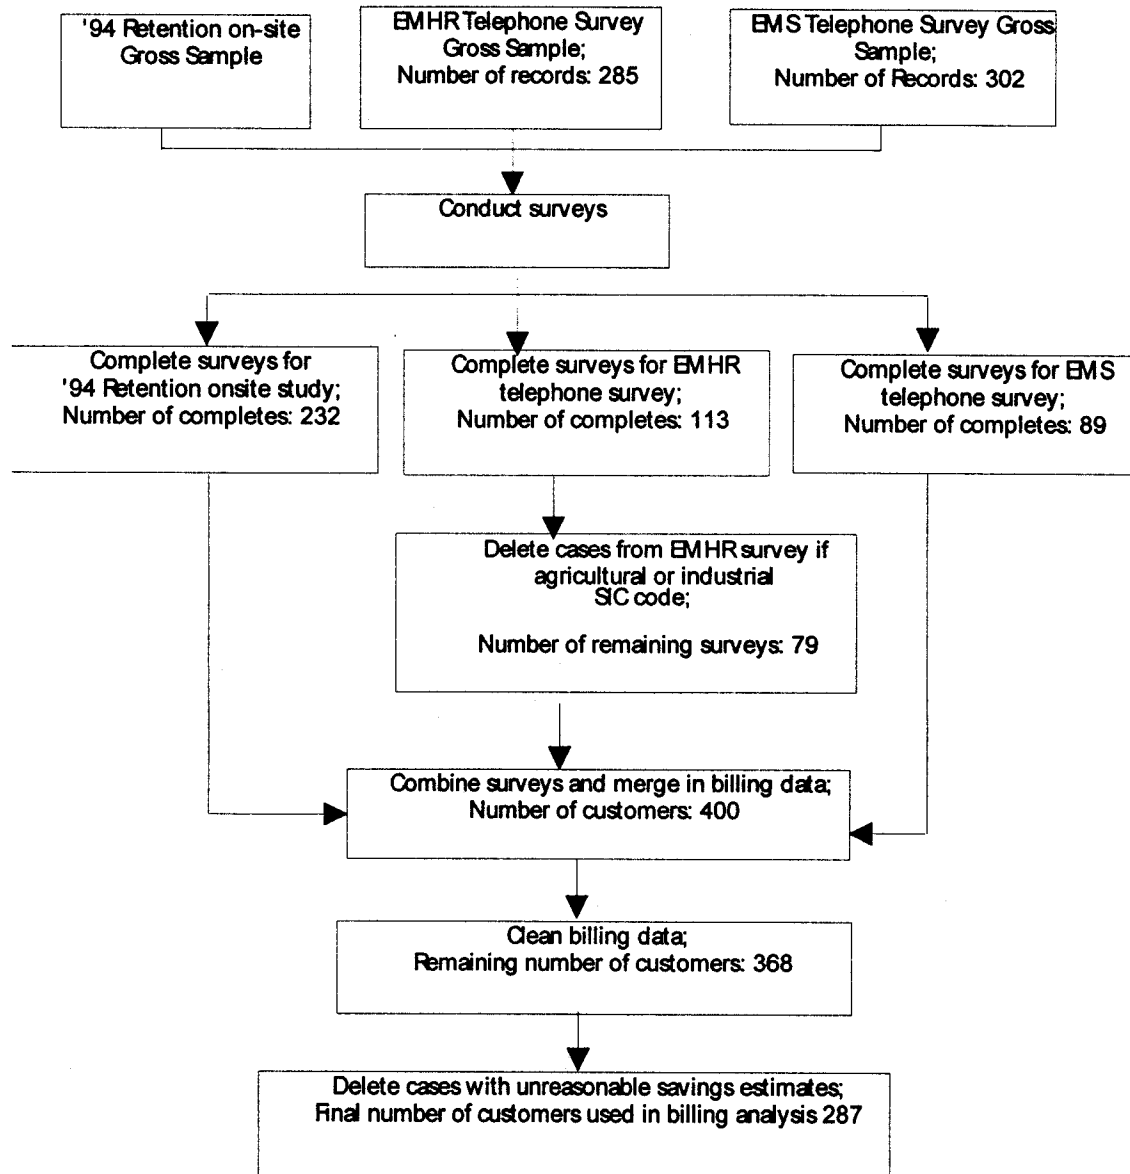 '94 Retention on-site
Gross Sample
EMHR Telephone Survey
Gross Sample;
Number of records: 285
EMS Telephone Survey Gross
Sample;
Number of Records: 302
Conduct surveys
Complete surveys for
'94 Retention onsite study;
Number of completes: 232
Complete surveys for EMHR
telephone survey;
Number of completes: 113
Complete surveys for EMS
telephone survey;
Number of completes: 89
Delete cases from EMHR survey if
agricultural or industrial
SIC code;
Number of remaining surveys: 79
Combine surveys and merge in billing data;
Number of customers: 400
Clean billing data;
Remaining number of customers: 368
Delete cases with unreasonable savings estimates;
Final number of customers used in billing analysis 287